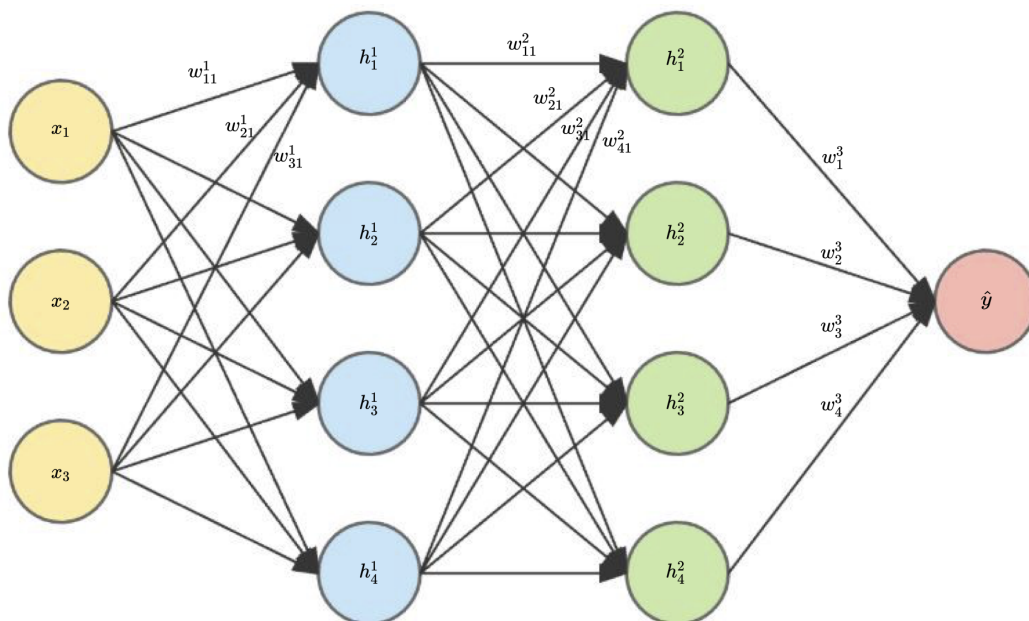 x₁
x₂
x₃
w¹₁₁
w¹₂₁
w¹₃₁
h¹₁
h¹₂
h¹₃
h¹₄
w²₁₁
w²₂₁
w²₃₁
w²₄₁
h²₁
h²₂
h²₃
h²₄
w³₁
w³₂
w³₃
w³₄
ŷ